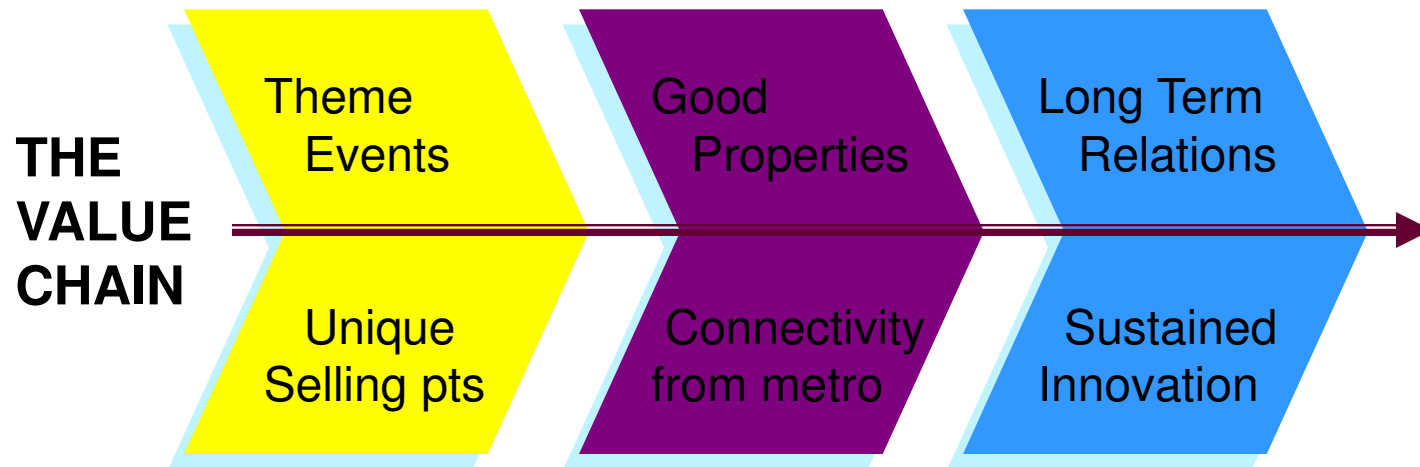 THE
VALUE
CHAIN
Theme
Events
Unique
Selling pts
Good
Properties
Connectivity
from metro
Long Term
Relations
Sustained
Innovation